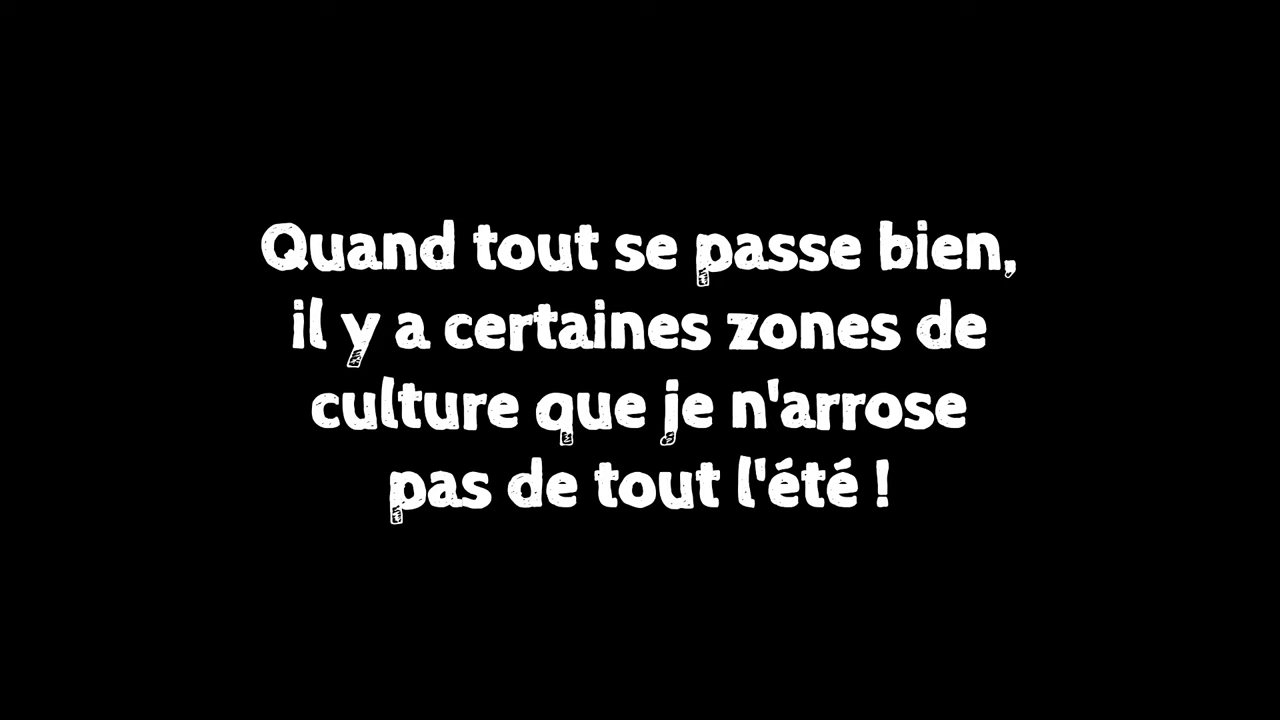 Quand tout se passe bien,
il y a certaines zones de
culture que je n'arrose
pas de tout l'été !